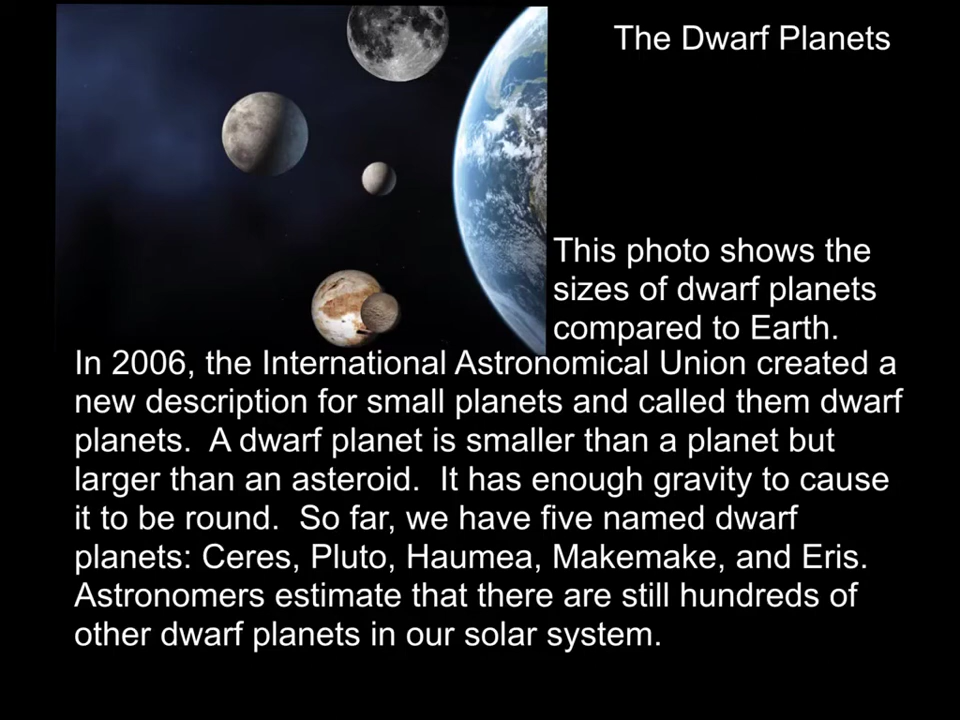 The Dwarf Planets
This photo shows the
sizes of dwarf planets
compared to Earth.
In 2006, the International Astronomical Union created a
new description for small planets and called them dwarf
planets.  A dwarf planet is smaller than a planet but
larger than an asteroid.  It has enough gravity to cause
it to be round.  So far, we have five named dwarf
planets: Ceres, Pluto, Haumea, Makemake, and Eris.
Astronomers estimate that there are still hundreds of
other dwarf planets in our solar system.